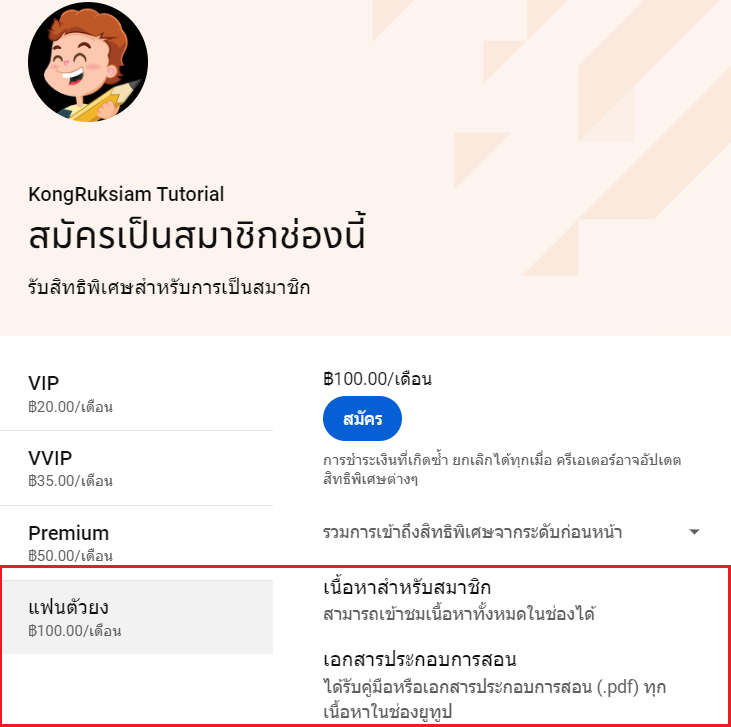 KongRuksiam Tutorial
สมัครเป็นสมาชิกช่องนี้
รับสิทธิพิเศษสำหรับการเป็นสมาชิก
VIP
฿20.00/เดือน
VVIP
฿35.00/เดือน
Premium
฿50.00/เดือน
แฟนตัวยง
฿100.00/เดือน
฿100.00/เดือน
สมัคร
การชำระเงินที่เกิดซ้ำ ยกเลิกได้ทุกเมื่อ ครีเอเตอร์อาจอัปเดต
สิทธิพิเศษต่างๆ
รวมการเข้าถึงสิทธิพิเศษจากระดับก่อนหน้า
เนื้อหาสำหรับสมาชิก
สามารถเข้าชมเนื้อหาทั้งหมดในช่องได้
เอกสารประกอบการสอน
ได้รับคู่มือหรือเอกสารประกอบการสอน (.pdf) ทุก
เนื้อหาในช่องยูทูป